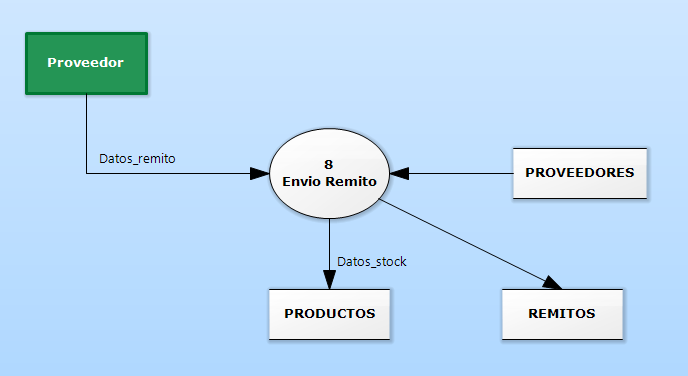 Proveedor
Datos_remito
8
Envio Remito
PROVEEDORES
Datos_stock
PRODUCTOS
REMITOS